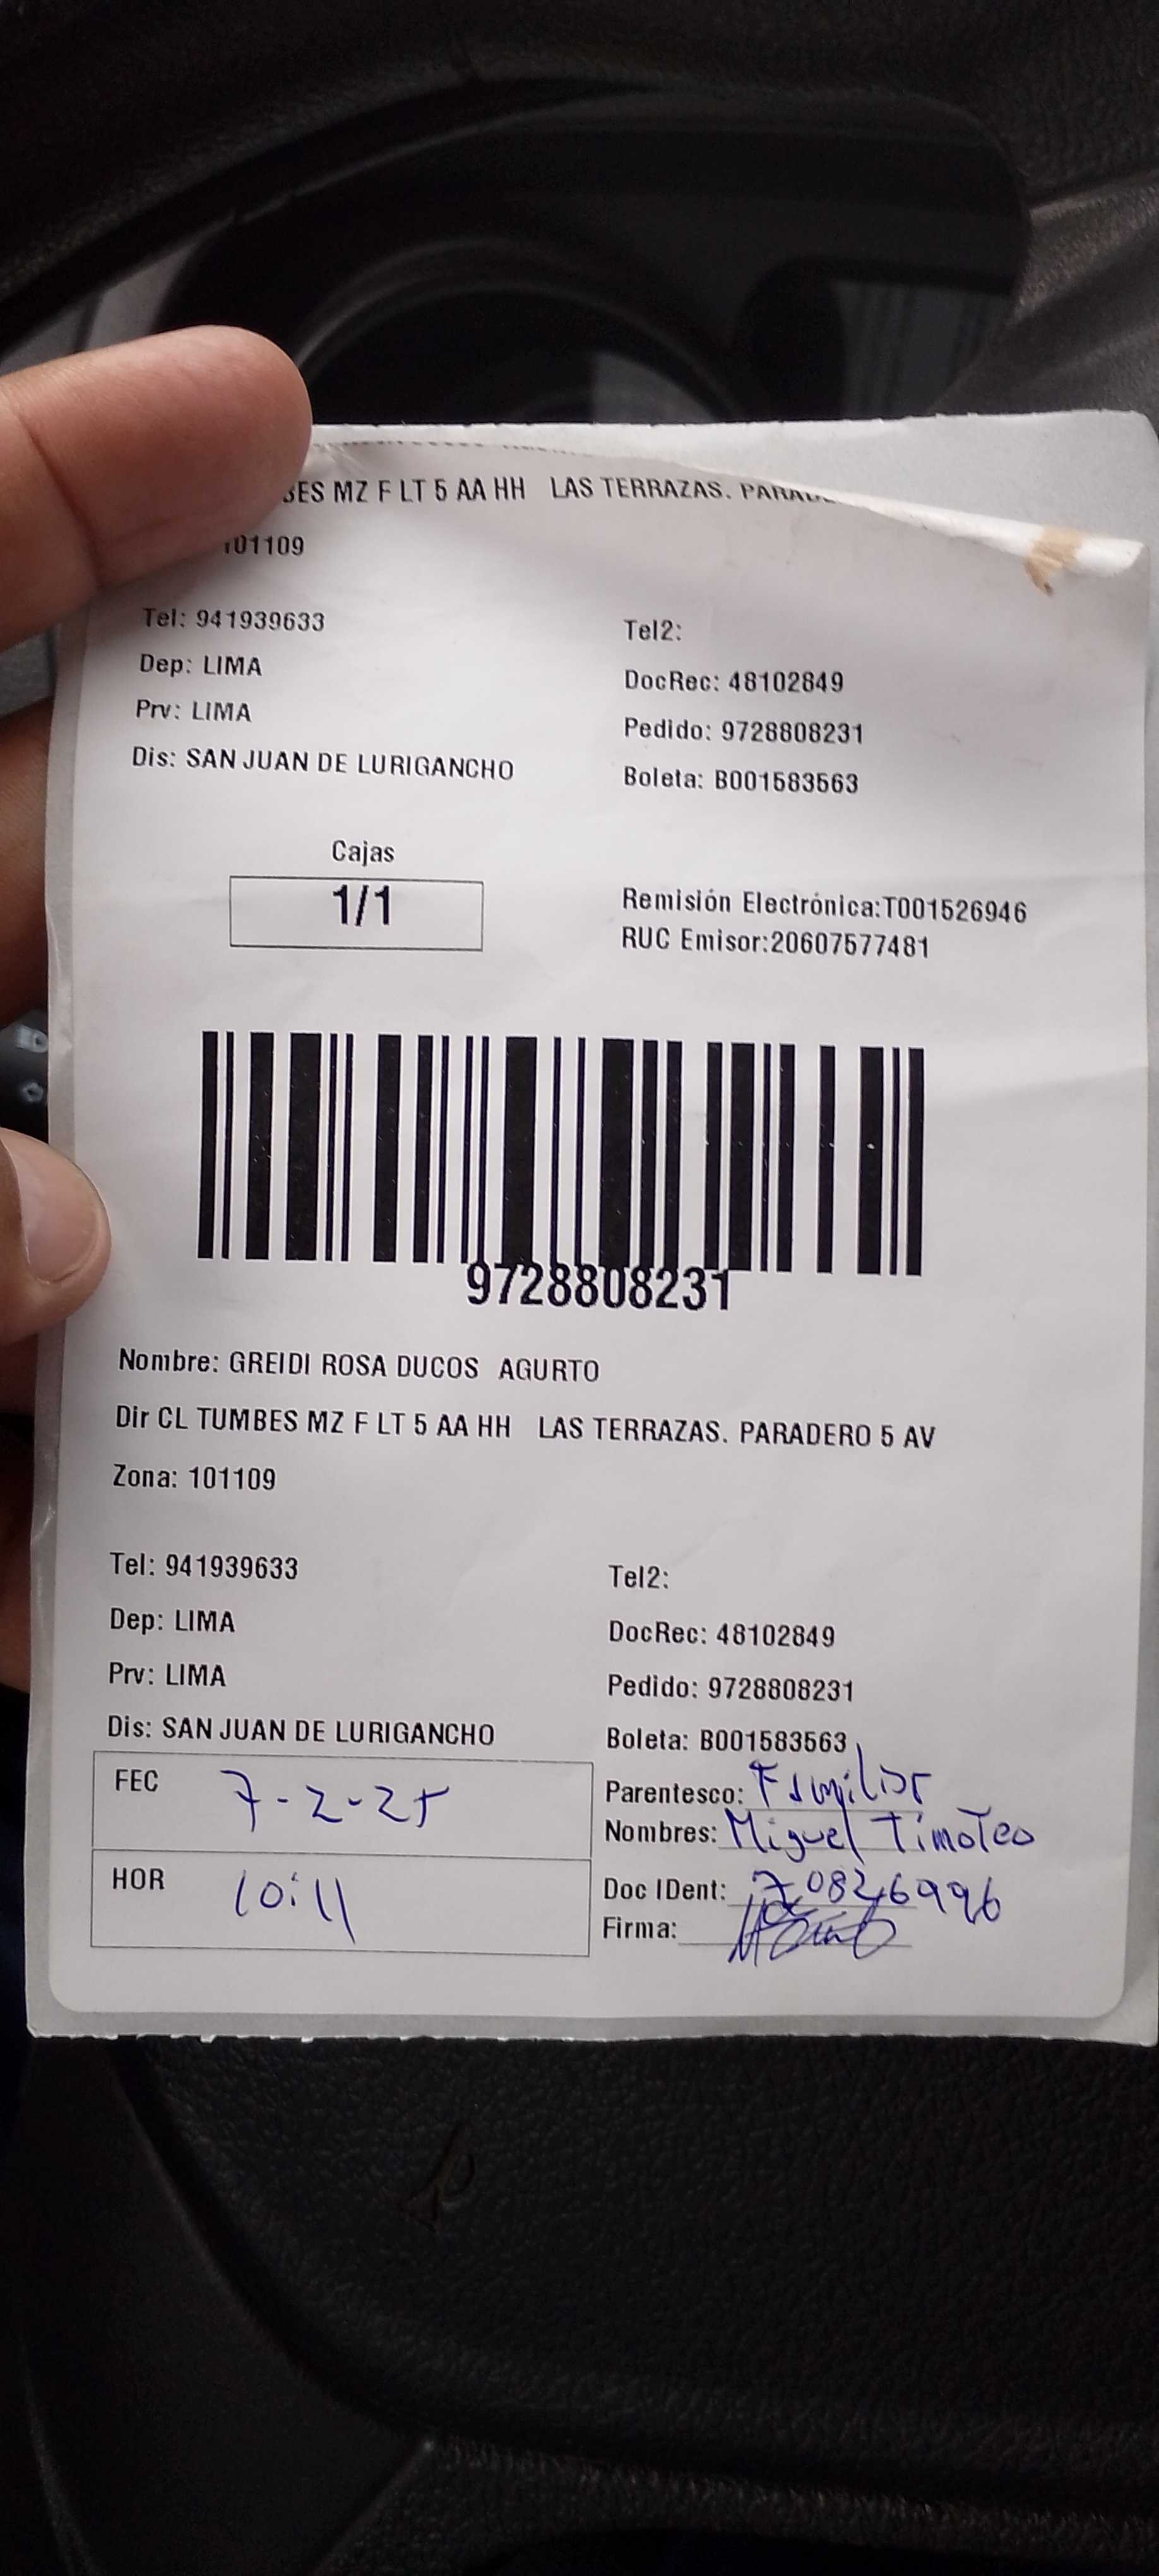 MZ F LT 5 AA HH LAS TERRAZAS.
101109
Tel: 941939633
Tel2:
Dep: LIMA
DocRec: 48102849
Prv: LIMA
Pedido: 9728808231
Dis: SAN JUAN DE LURIGANCHO
Boleta: B001583563
Cajas
1/1
Remisión Electrónica:T001526946
RUC Emisor:20607577481
9728808231
Nombre: GREIDI ROSA DUCOS AGURTO
Dir CL TUMBES MZ F LT 5 AA HH LAS TERRAZAS. PARADERO 5 AV
Zona: 101109
Tel: 941939633
Tel2:
Dep: LIMA
DocRec: 48102849
Prv: LIMA
Pedido: 9728808231
Dis: SAN JUAN DE LURIGANCHO
Boleta: B001583563
FEC 7-2-25
Parentesco: Familiar
Nombres: Miguel Timoteo
HOR 10:11
Doc IDent: 70826996
Firma: